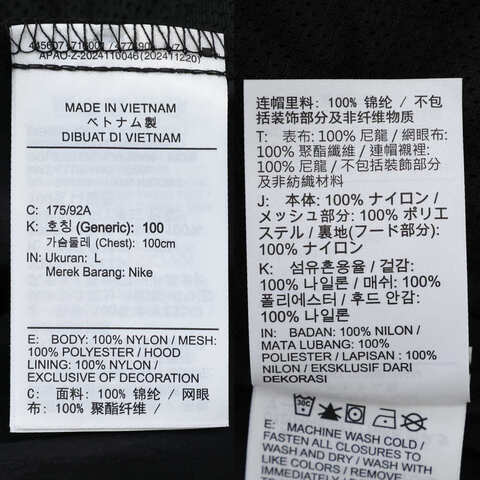 APAO-Z-2024110046 (20241220)
MADE IN VIETNAM
ベトナム製
DIBUAT DI VIETNAM
C: 175/92A
K: 호칭 (Generic): 100
가슴둘레 (Chest): 100cm
IN: Ukuran: L
Merek Barang: Nike
E: BODY: 100% NYLON / MESH:
100% POLYESTER / HOOD
LINING: 100% NYLON /
EXCLUSIVE OF DECORATION
C: 面料: 100% 锦纶 / 网眼
布: 100% 聚酯纤维 /
连帽里料: 100% 锦纶 / 不包
括装饰部分及非纤维物质
T: 表布: 100% 尼龍 / 網眼布:
100% 聚酯纖維 / 連帽襯裡:
100% 尼龍 / 不包括裝飾部分
及非紡織材料
J: 本体: 100% ナイロン /
メッシュ部分: 100% ポリエ
ステル / 裏地(フード部分):
100% ナイロン
K: 섬유혼용율 / 겉감:
100% 나일론 / 매쉬: 100%
폴리에스터 / 후드 안감:
100% 나일론
IN: BADAN: 100% NILON /
MATA LUBANG: 100%
POLIESTER / LAPISAN : 100%
NILON / EKSKLUSIF DARI
DEKORASI
E: MACHINE WASH COLD /
FASTEN ALL CLOSURES TO
WASH AND DRY / WASH WITH
LIKE COLORS / REMOVE
IMMEDIATELY /